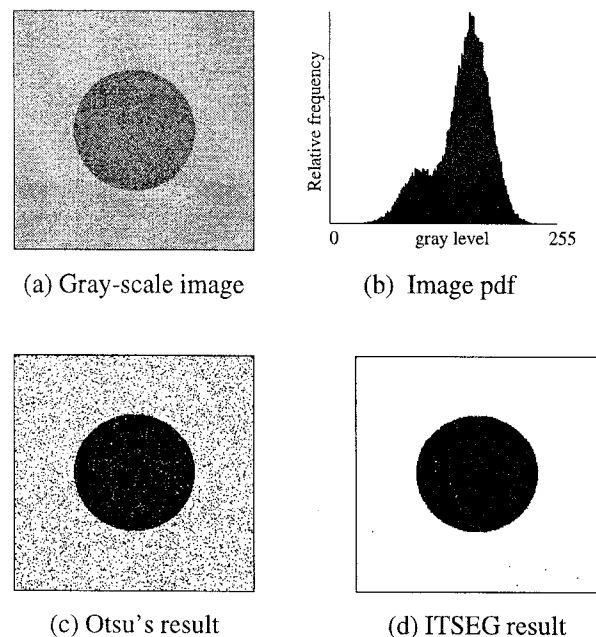 Relative frequency
0
gray level
255
(a) Gray-scale image
(b) Image pdf
(c) Otsu's result
(d) ITSEG result